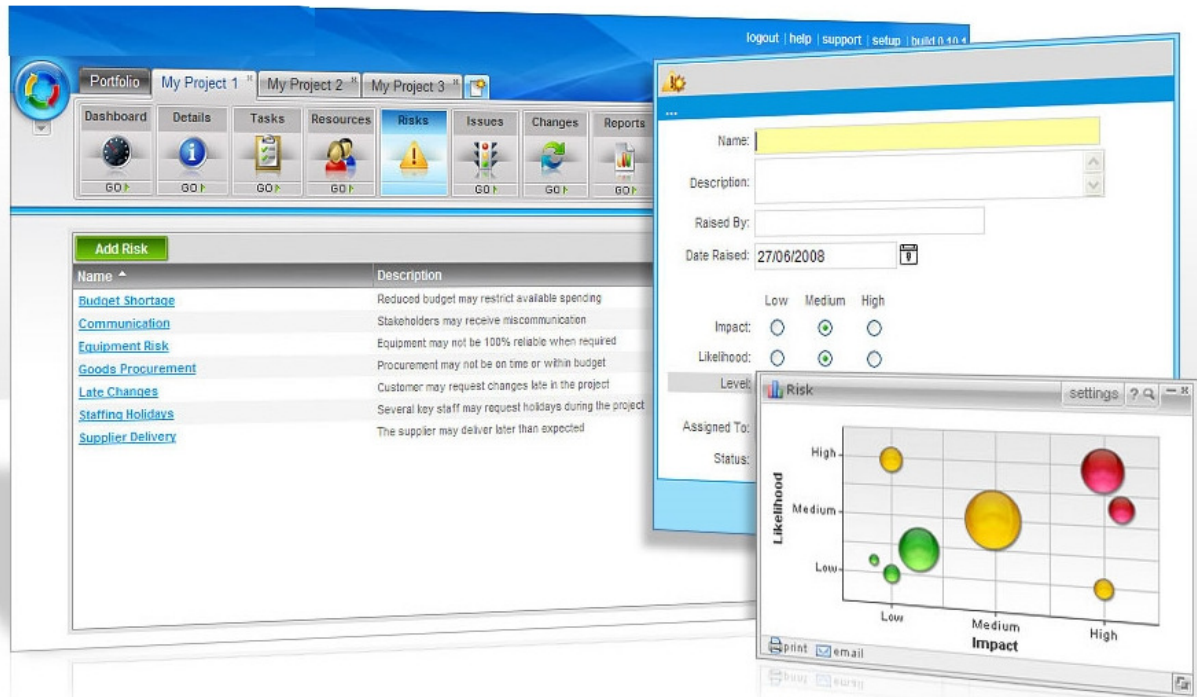 logout | help | support | setup | build 0.10.1
Portfolio
My Project 1
My Project 2
My Project 3
Dashboard
Details
Tasks
Resources
Risks
Issues
Changes
Reports
GO
GO
GO
GO
GO
GO
GO
Add Risk
Name
Description
Budget Shortage
Reduced budget may restrict available spending
Communication
Stakeholders may receive miscommunication
Equipment Risk
Equipment may not be 100% reliable when required
Goods Procurement
Procurement may not be on time or within budget
Late Changes
Customer may request changes late in the project
Staffing Holidays
Several key staff may request holidays during the project
Supplier Delivery
The supplier may deliver later than expected
...
Name:
Description:
Raised By:
Date Raised: 27/06/2008
Low Medium High
Impact:
Likelihood:
Level:
Assigned To:
Status:
Risk
settings ?
Likelihood
High
Medium
Low
Low
Medium
High
Impact
print
email